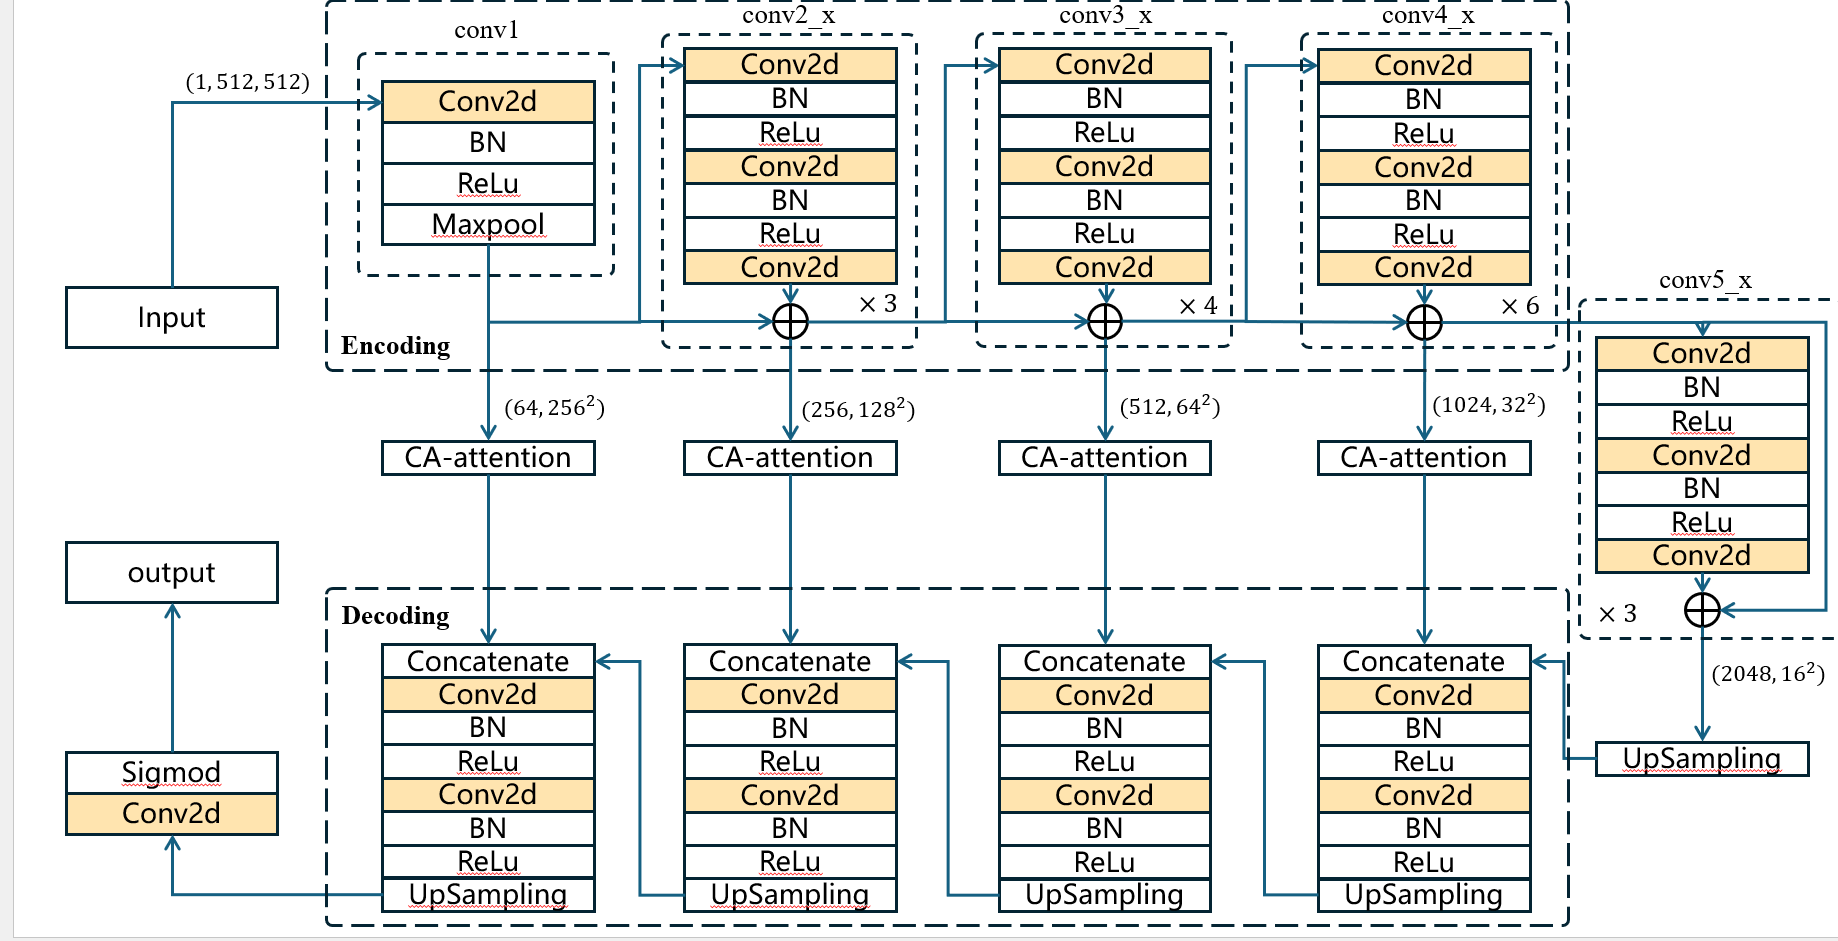 conv1
conv2_x
conv3_x
conv4_x
(1, 512, 512)
Conv2d
BN
ReLu
Maxpool
Conv2d
BN
ReLu
Conv2d
BN
ReLu
Conv2d
× 3
Conv2d
BN
ReLu
Conv2d
BN
ReLu
Conv2d
× 4
Conv2d
BN
ReLu
Conv2d
BN
ReLu
Conv2d
× 6
Input
Encoding
conv5_x
Conv2d
BN
ReLu
Conv2d
BN
ReLu
Conv2d
× 3
(64, 256²)
(256, 128²)
(512, 64²)
(1024, 32²)
CA-attention
CA-attention
CA-attention
CA-attention
(2048, 16²)
UpSampling
output
Decoding
Concatenate
Conv2d
BN
ReLu
Conv2d
BN
ReLu
UpSampling
Concatenate
Conv2d
BN
ReLu
Conv2d
BN
ReLu
UpSampling
Concatenate
Conv2d
BN
ReLu
Conv2d
BN
ReLu
UpSampling
Concatenate
Conv2d
BN
ReLu
Conv2d
BN
ReLu
UpSampling
Sigmod
Conv2d